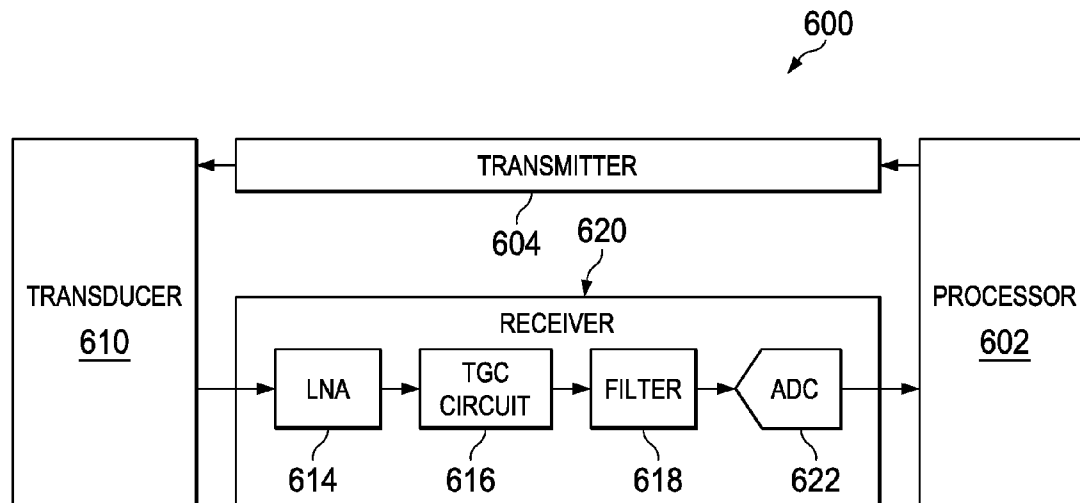 600
TRANSMITTER
604
620
TRANSDUCER
610
PROCESSOR
602
RECEIVER
LNA
TGC
CIRCUIT
FILTER
ADC
614
616
618
622